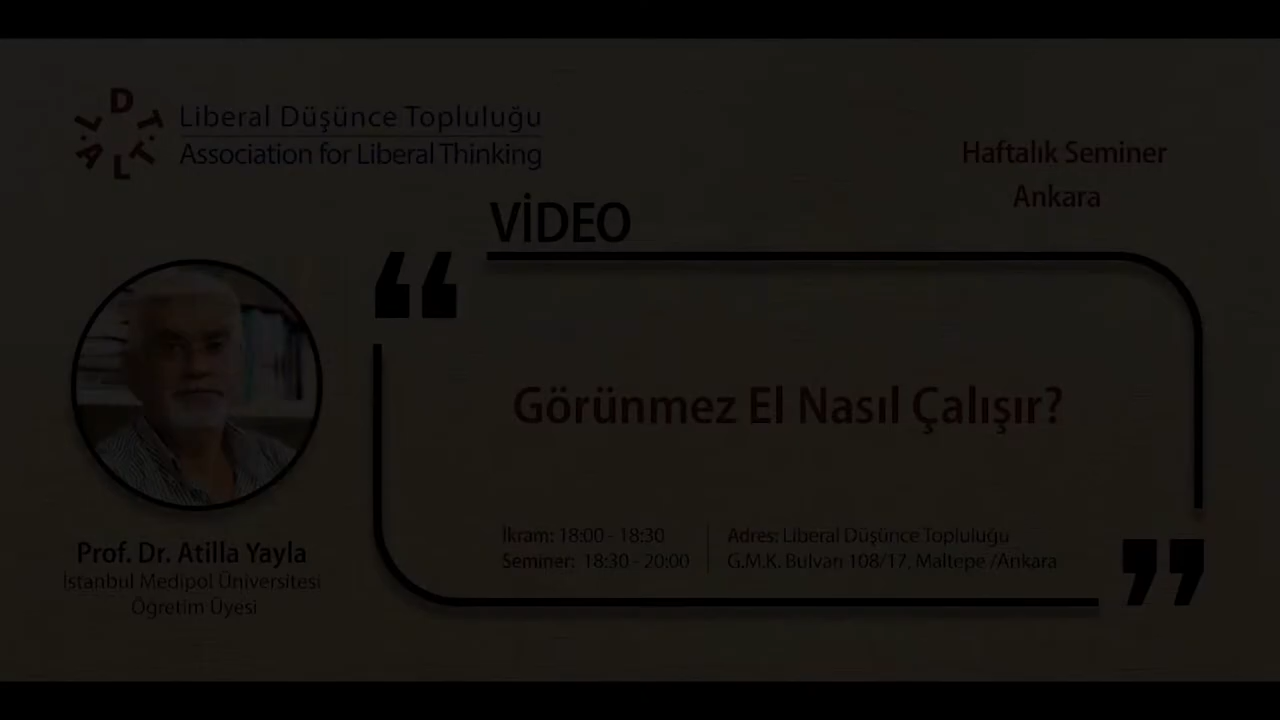 LDT
ALT
Liberal Düşünce Topluluğu
Association for Liberal Thinking
Haftalık Seminer
Ankara
VİDEO
Görünmez El Nasıl Çalışır?
İkram: 18:00 - 18:30
Seminer: 18:30 - 20:00
Adres: Liberal Düşünce Topluluğu
G.M.K. Bulvarı 108/17, Maltepe /Ankara
Prof. Dr. Atilla Yayla
İstanbul Medipol Üniversitesi
Öğretim Üyesi